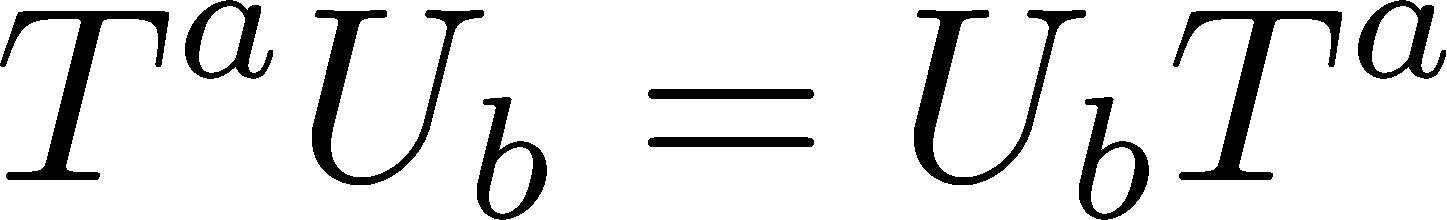 T^a U_b = U_b T^a